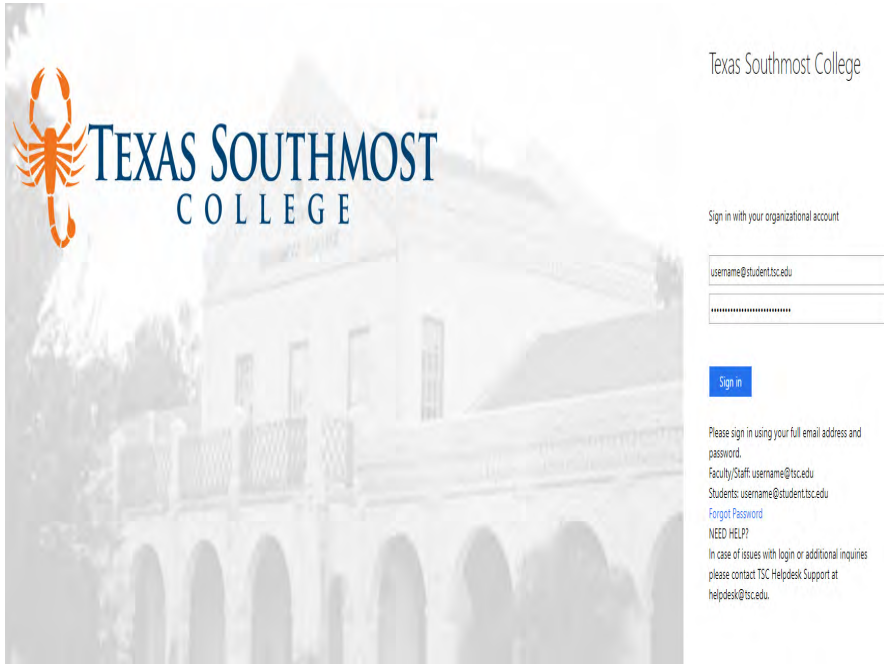 TEXAS SOUTHMOST
COLLEGE
Texas Southmost College
Sign in with your organizational account
username@student.tsc.edu
••••••••••••••••••••••••••••
Sign in
Please sign in using your full email address and
password.
Faculty/Staff: username@tsc.edu
Students: username@student.tsc.edu
Forgot Password
NEED HELP?
In case of issues with login or additional inquiries
please contact TSC Helpdesk Support at
helpdesk@tsc.edu.